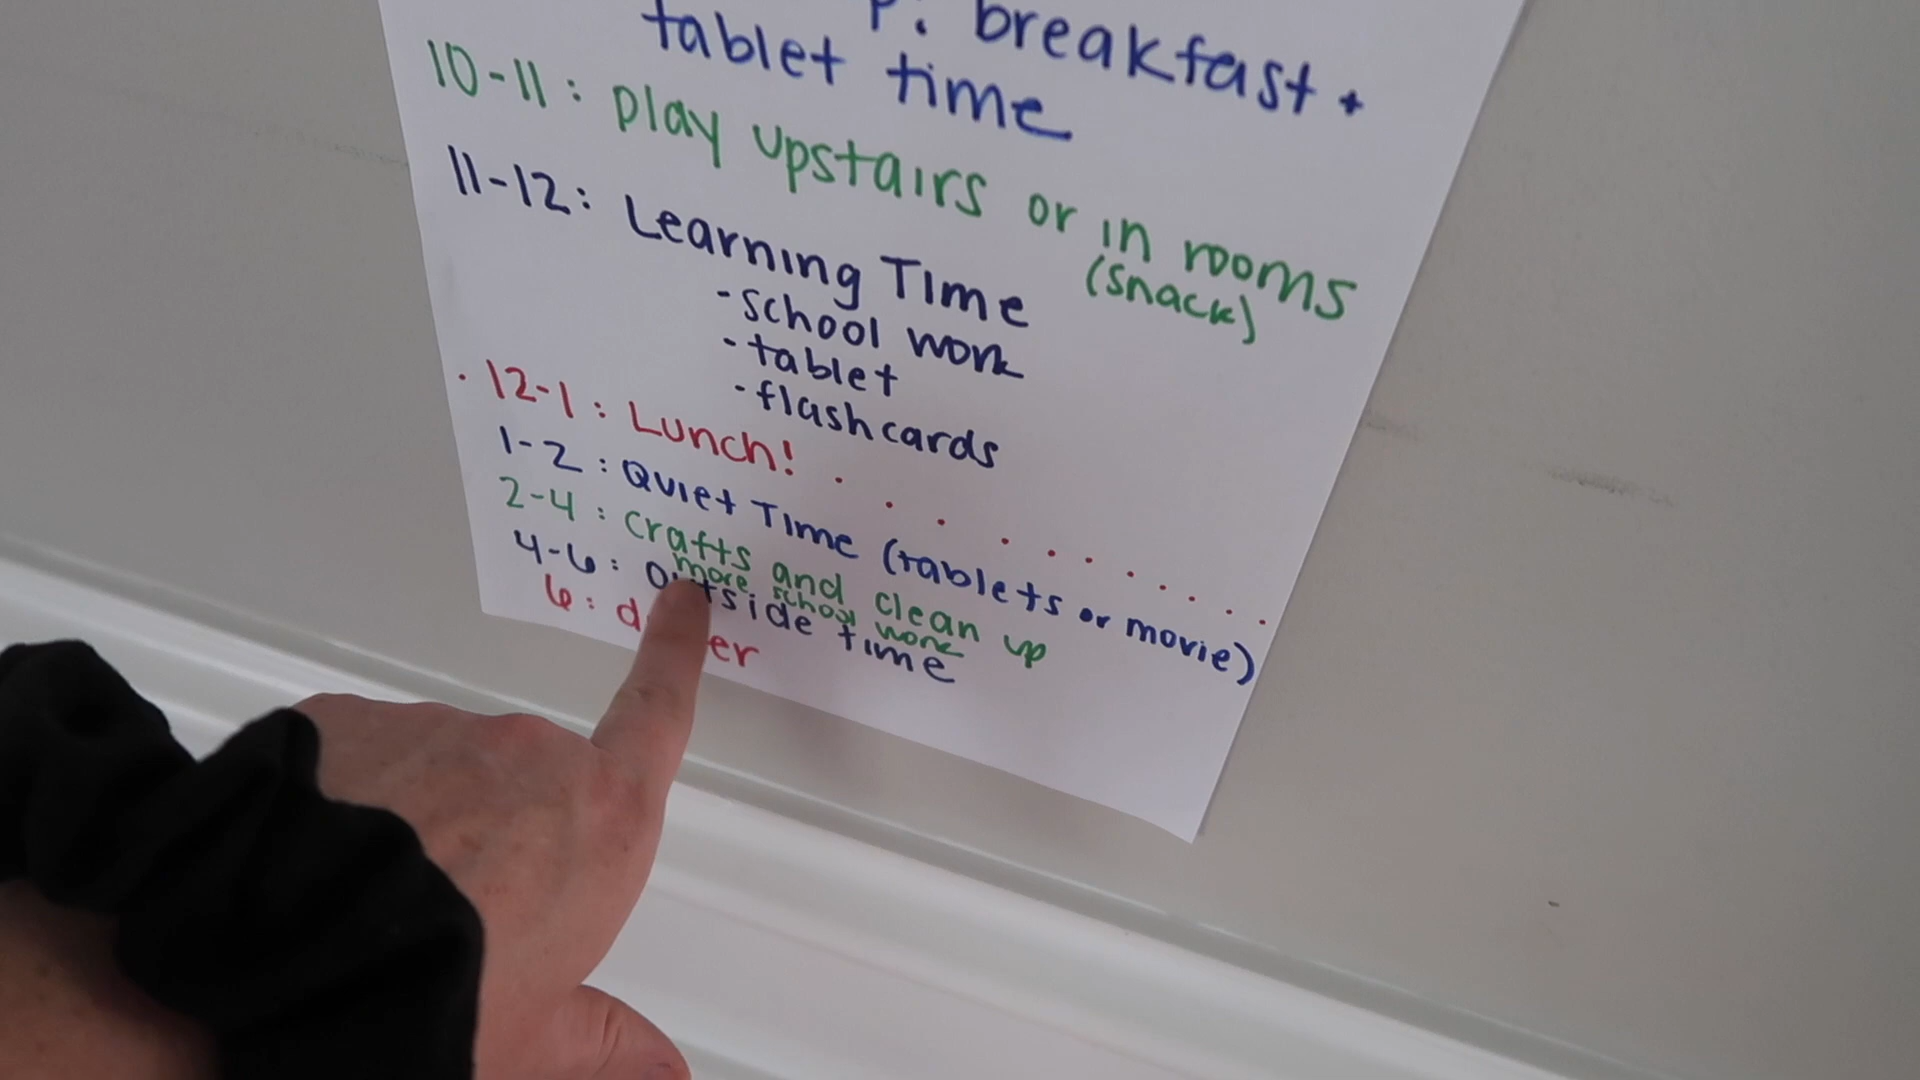 P: breakfast +
tablet time
10-11: play upstairs or in rooms
(snack)
11-12: Learning Time
- school work
- tablet
- flashcards
· 12-1: Lunch! . . . . . . . . . .
1-2: Quiet Time (tablets or movie)
2-4: crafts and clean up
more school work
4-6: outside time
6: d er